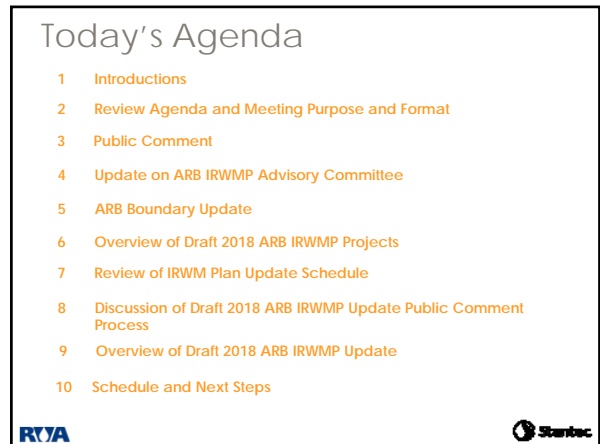 Today's Agenda
1 Introductions
2 Review Agenda and Meeting Purpose and Format
3 Public Comment
4 Update on ARB IRWMP Advisory Committee
5 ARB Boundary Update
6 Overview of Draft 2018 ARB IRWMP Projects
7 Review of IRWM Plan Update Schedule
8 Discussion of Draft 2018 ARB IRWMP Update Public Comment
Process
9 Overview of Draft 2018 ARB IRWMP Update
10 Schedule and Next Steps
RWA
Stantec